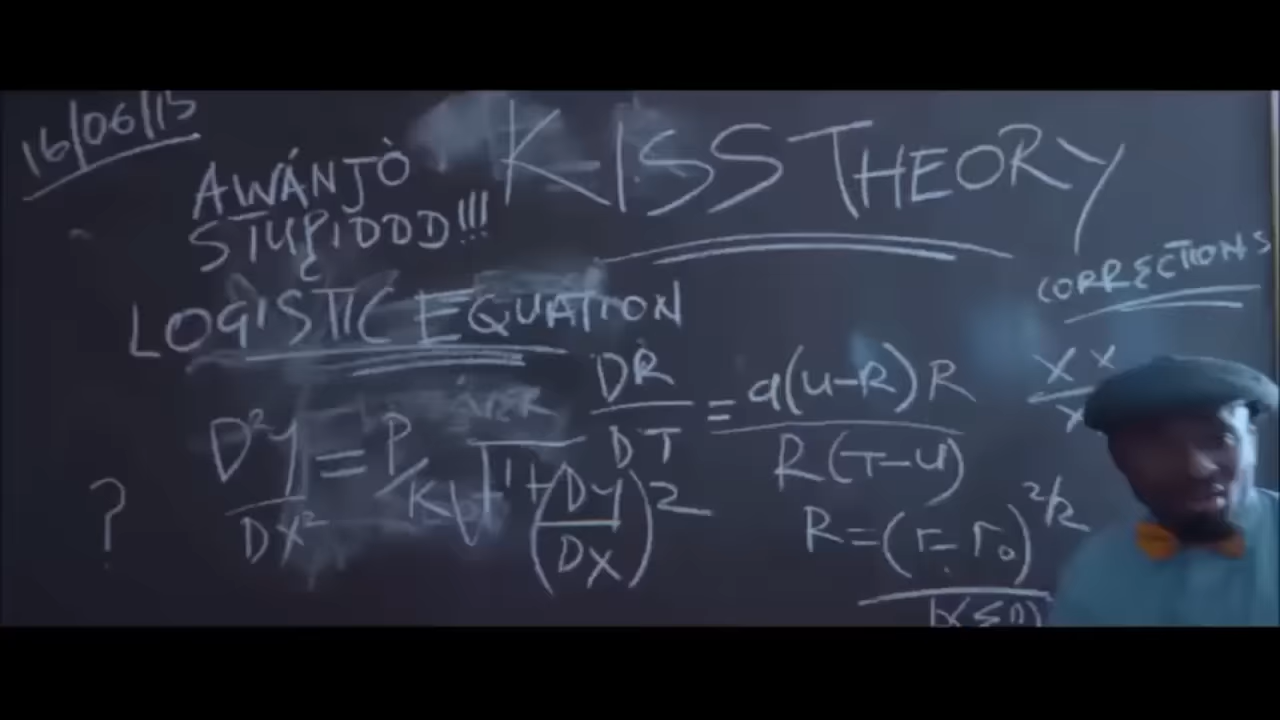 16/06/15
KISS THEORY
AWÁNJÒ
STUPIDDD!!!
CORRECTIONS
LOGISTIC EQUATION
DR/DT = a(U-R)R / R(T-U)
X X / X
D²y/DX² = P/K√1+(Dy/DX)²
?
R=(r-r₀)^2/2